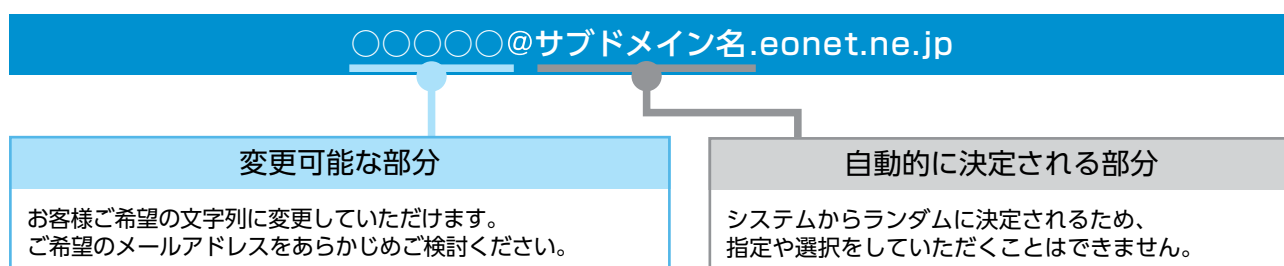 ○○○○○@サブドメイン名.eonet.ne.jp
変更可能な部分
お客様ご希望の文字列に変更していただけます。
ご希望のメールアドレスをあらかじめご検討ください。
自動的に決定される部分
システムからランダムに決定されるため、
指定や選択をしていただくことはできません。